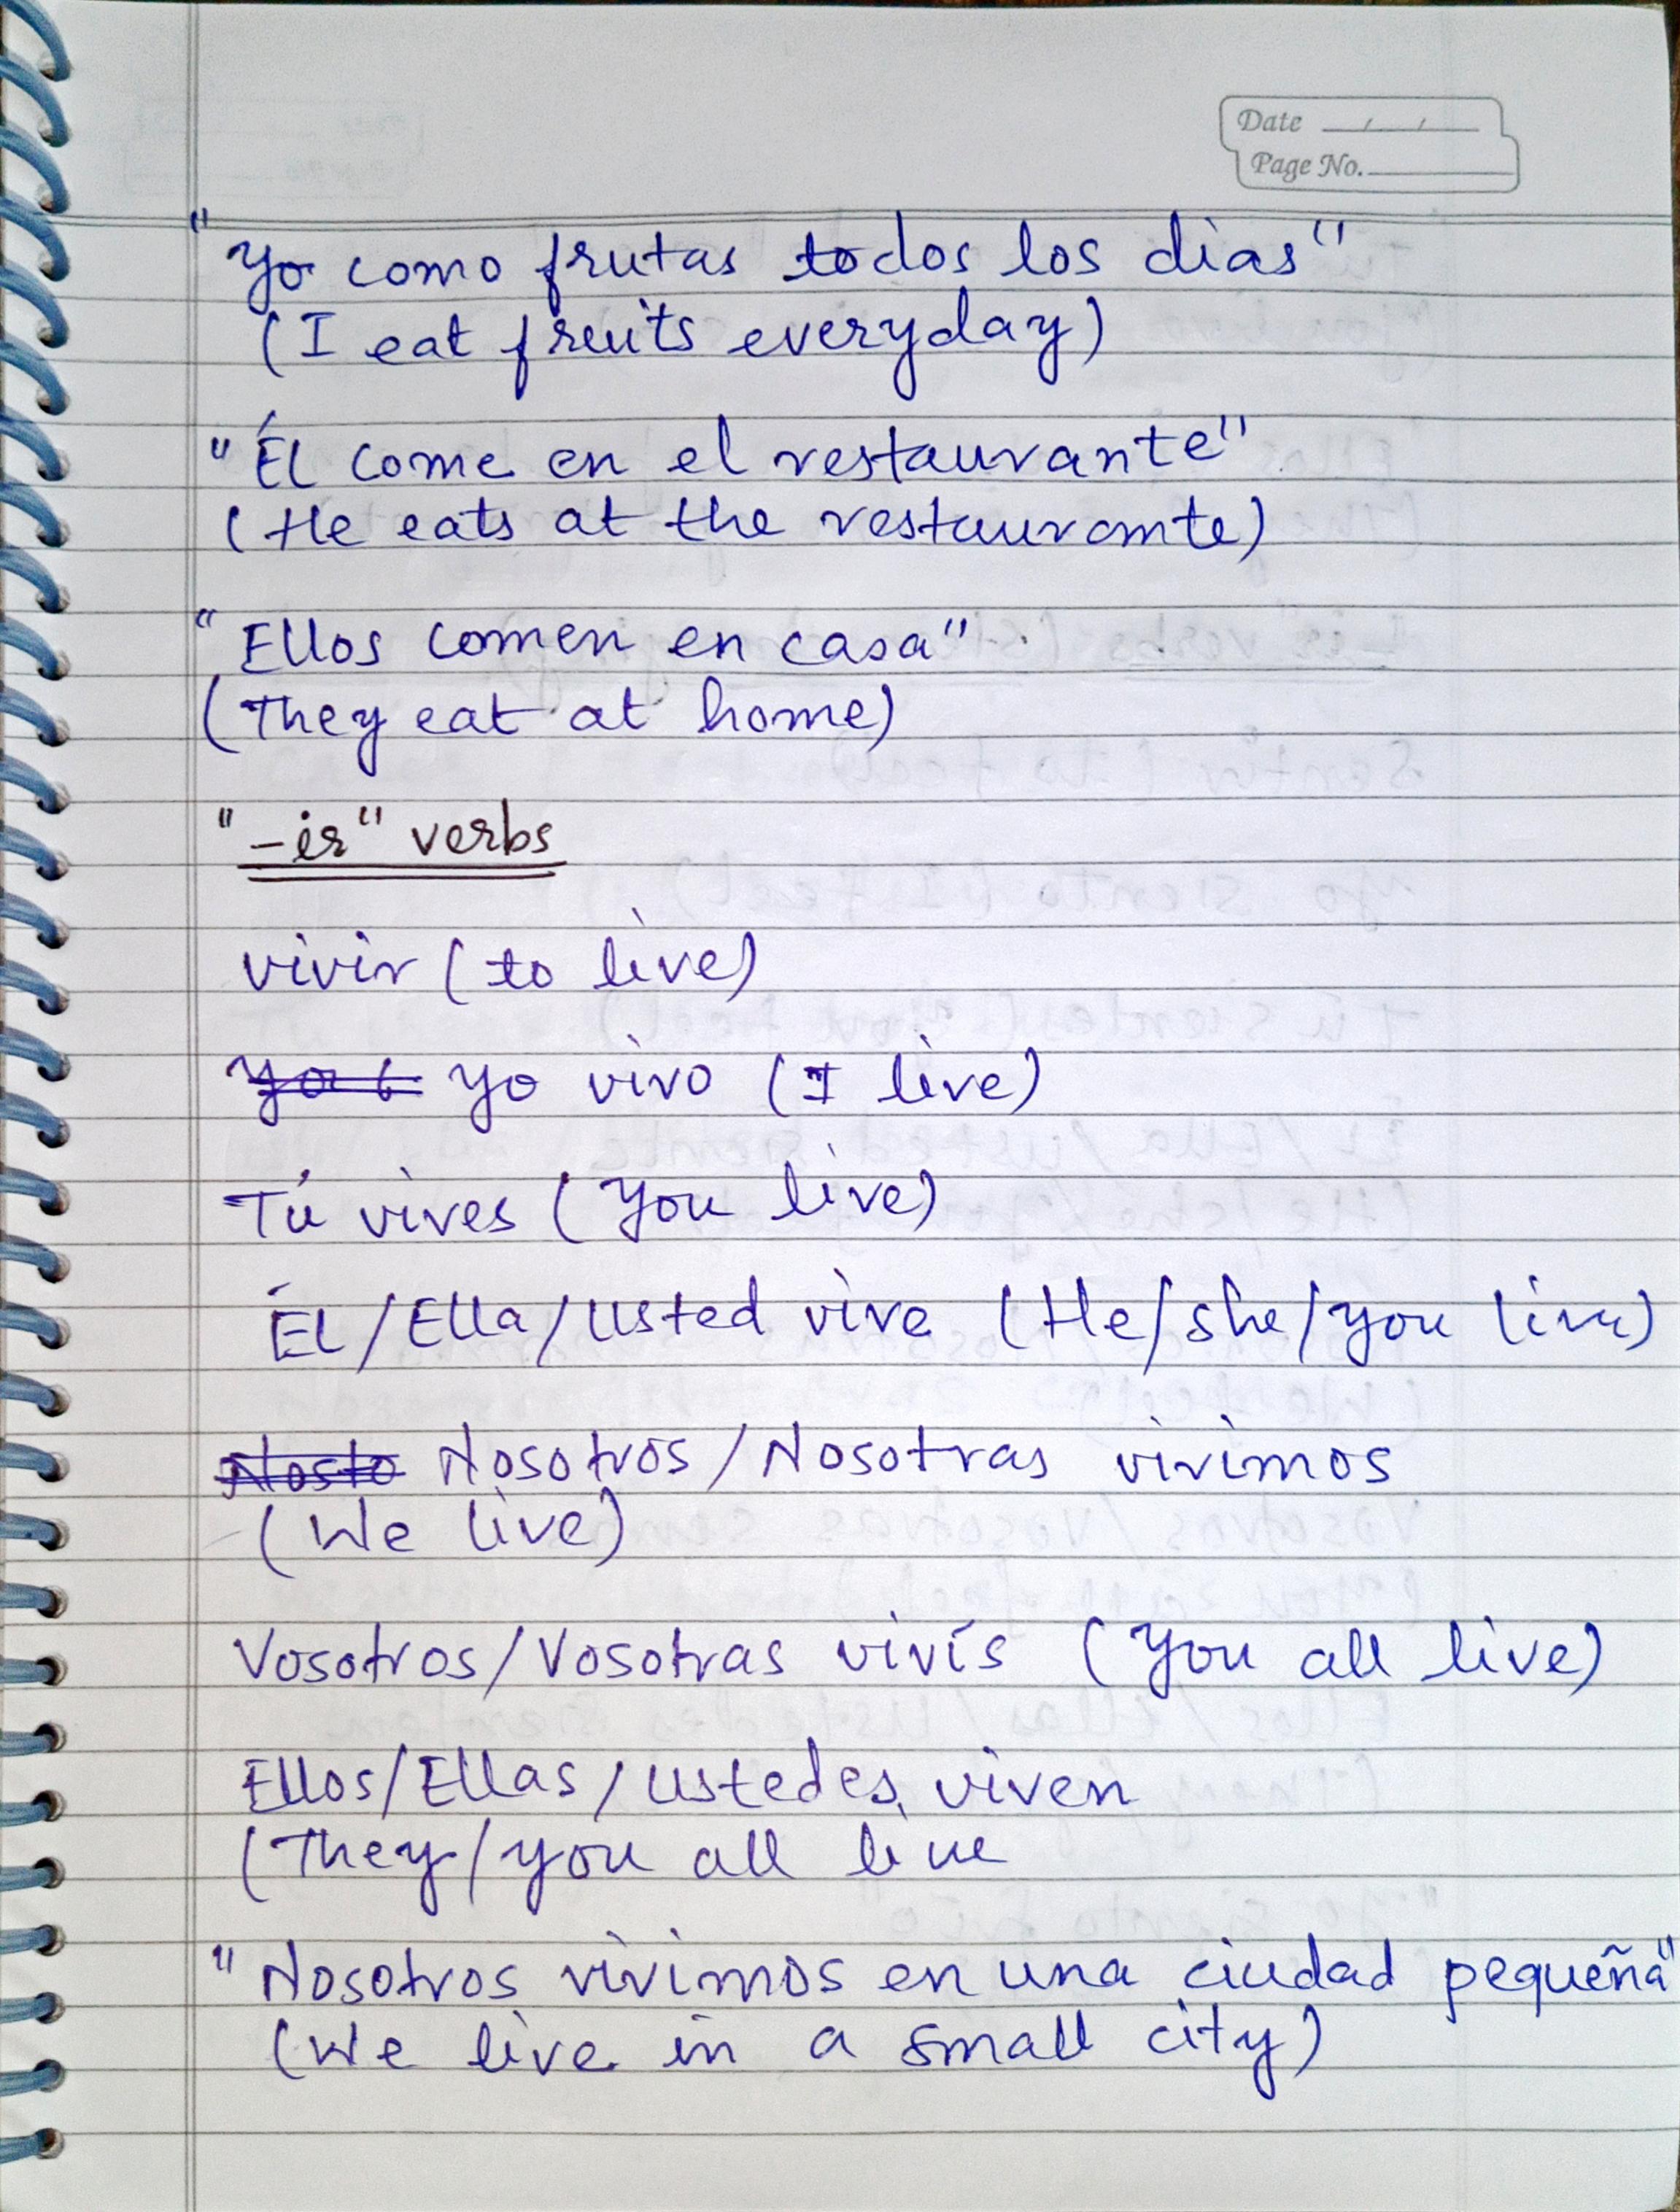 Date __/__/__
Page No.
"Yo como frutas todos los dias"
(I eat fruits everyday)
"Él come en el restaurante"
(He eats at the restaurante)
"Ellos comen en casa"
(They eat at home)
"-ir" verbs
vivir (to live)
Yo vivo (I live)
Tú vives (You live)
Él/Ella/Usted vive (He/she/you live)
Nosto Nosotros/Nosotras vivimos
(We live)
Vosotros/Vosotras vivís (You all live)
Ellos/Ellas/Ustedes viven
(They/you all live
"Nosotros vivimos en una ciudad pequeña"
(We live in a small city)